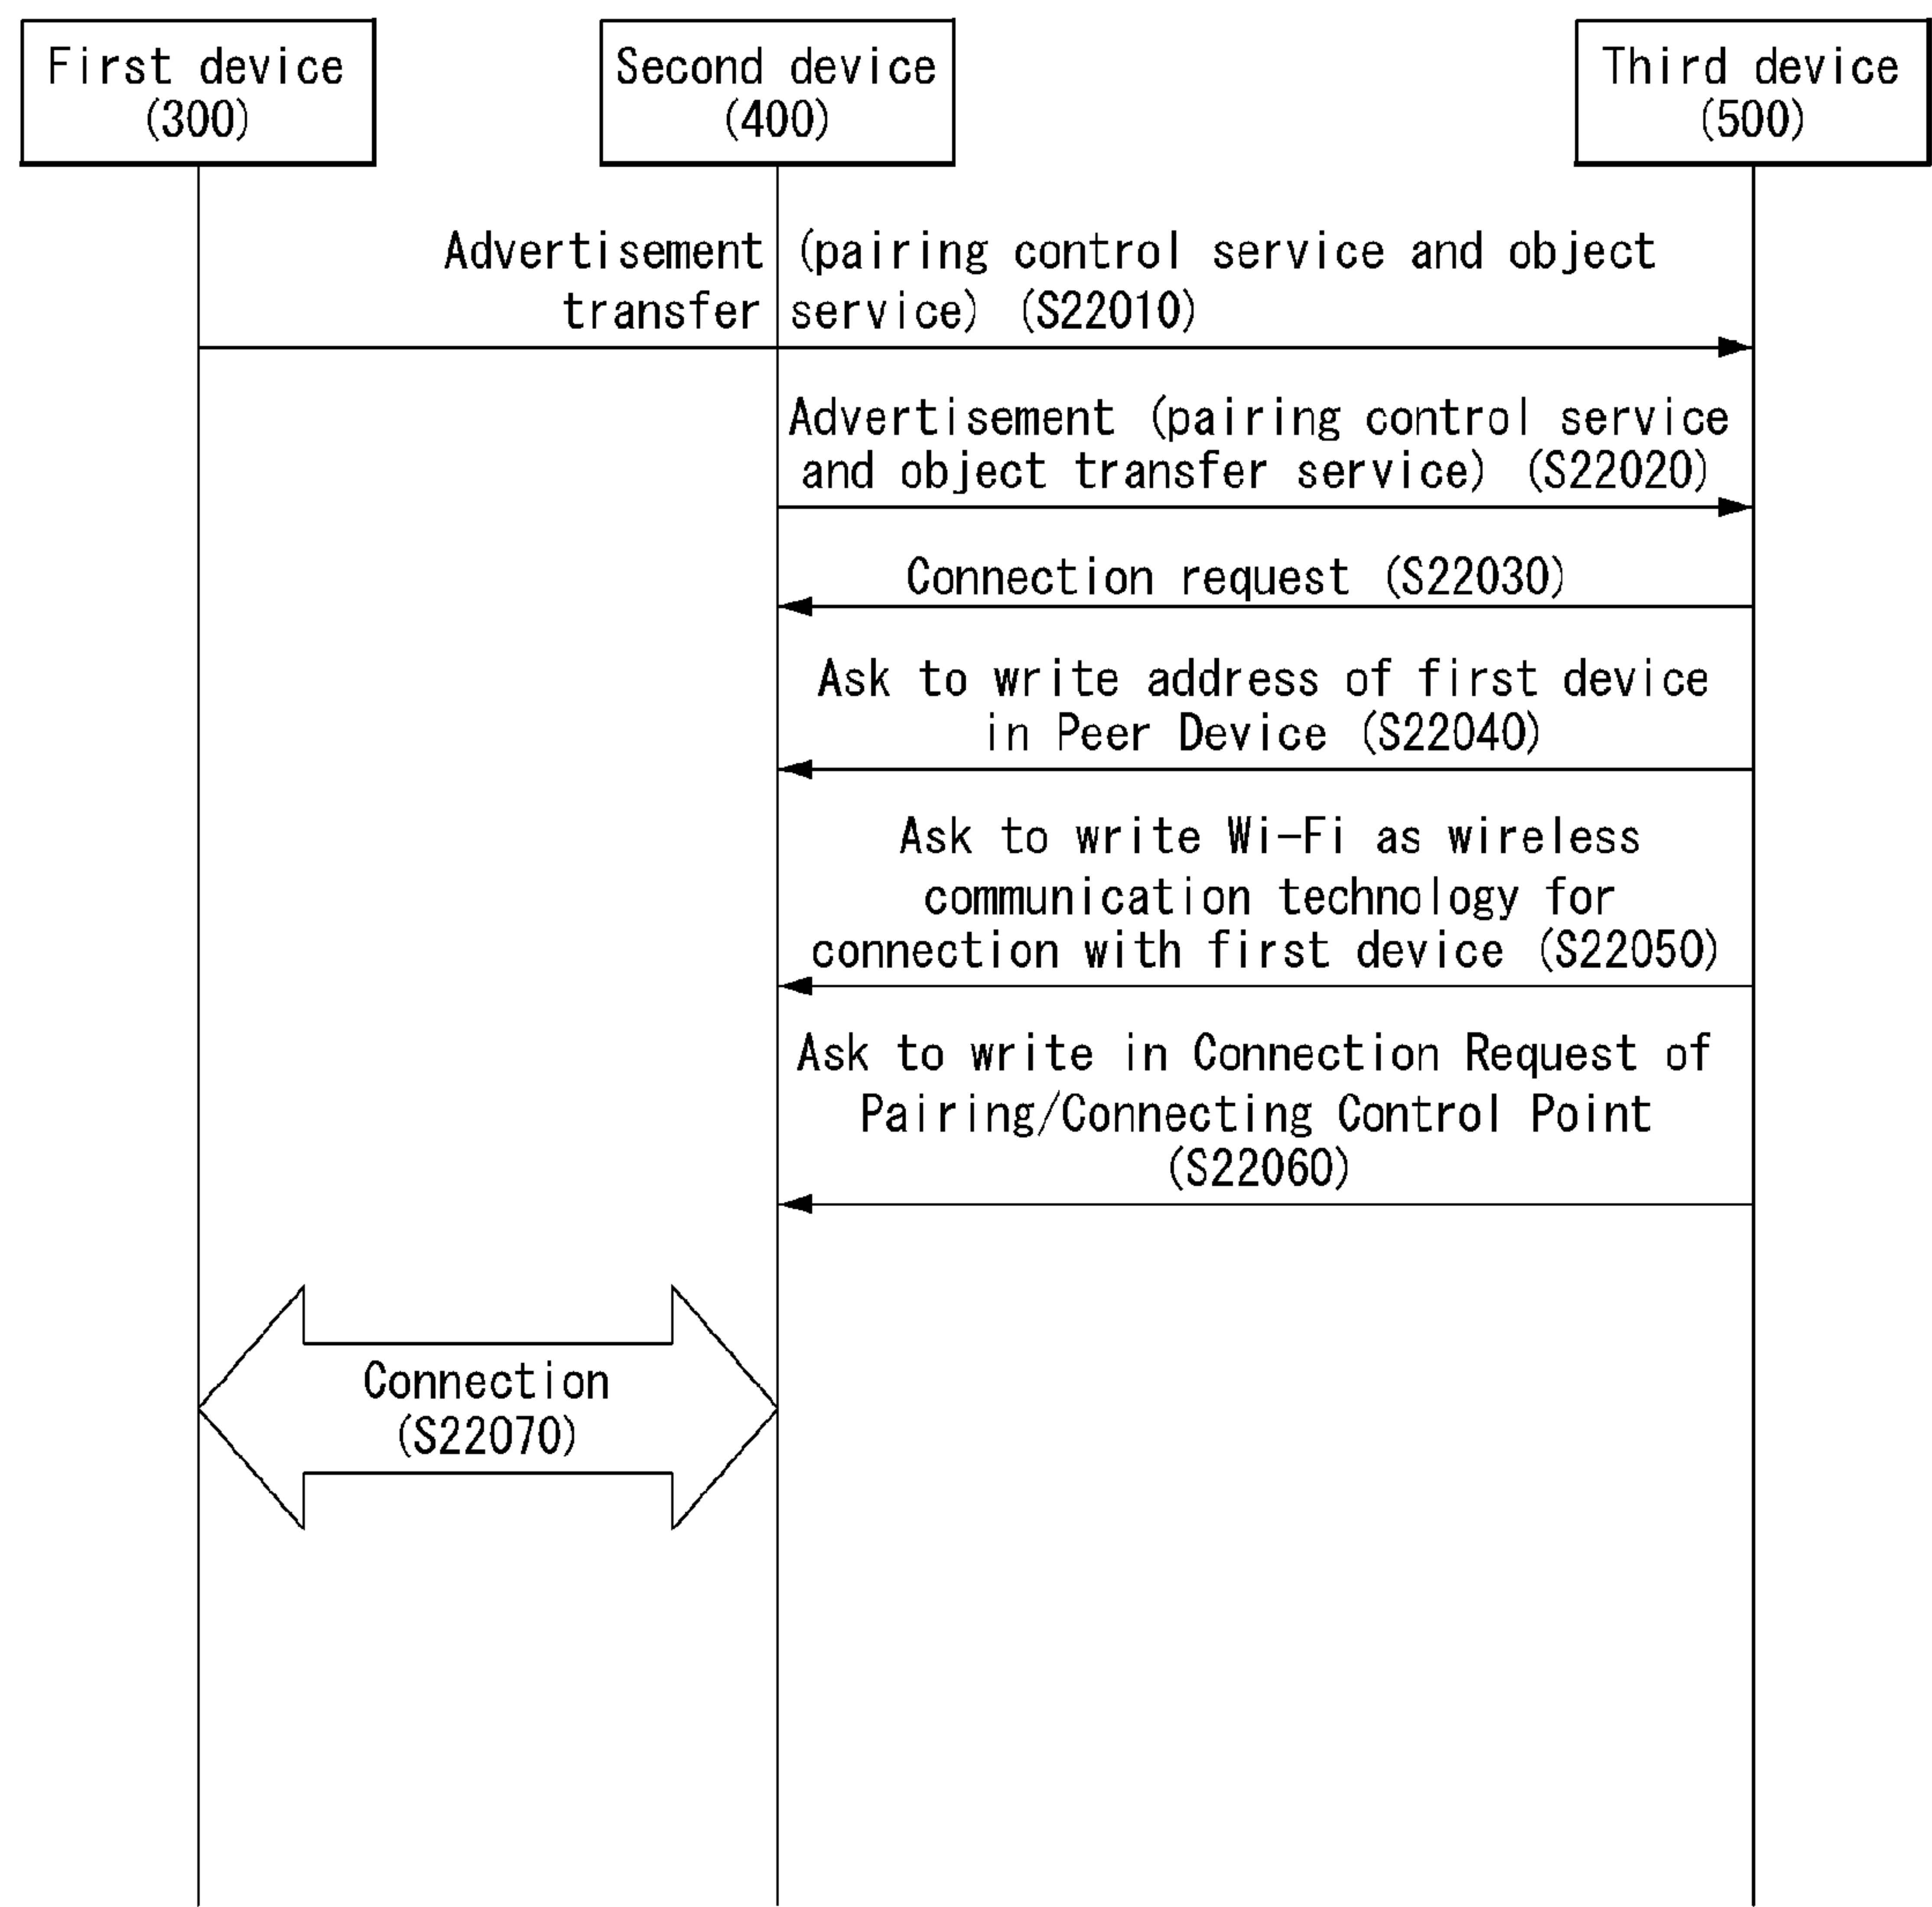 First device
(300)
Second device
(400)
Third device
(500)
Advertisement (pairing control service and object
transfer service) (S22010)
Advertisement (pairing control service
and object transfer service) (S22020)
Connection request (S22030)
Ask to write address of first device
in Peer Device (S22040)
Ask to write Wi-Fi as wireless
communication technology for
connection with first device (S22050)
Ask to write in Connection Request of
Pairing/Connecting Control Point
(S22060)
Connection
(S22070)